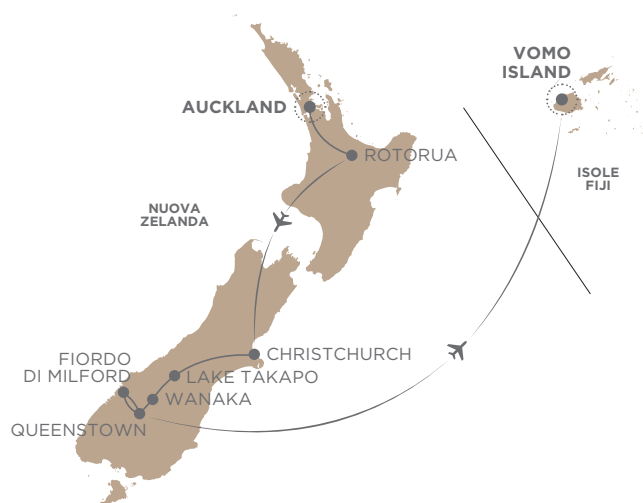 VOMO
ISLAND
AUCKLAND
ROTORUA
ISOLE
FIJI
NUOVA
ZELANDA
CHRISTCHURCH
FIORDO
DI MILFORD
LAKE TAKAPO
WANAKA
QUEENSTOWN